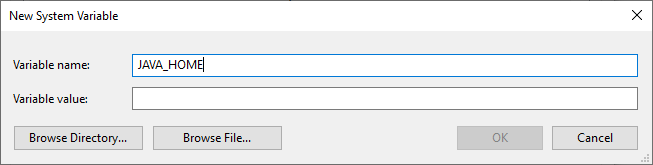 New System Variable
Variable name:
JAVA_HOME
Variable value:
Browse Directory...
Browse File...
OK
Cancel